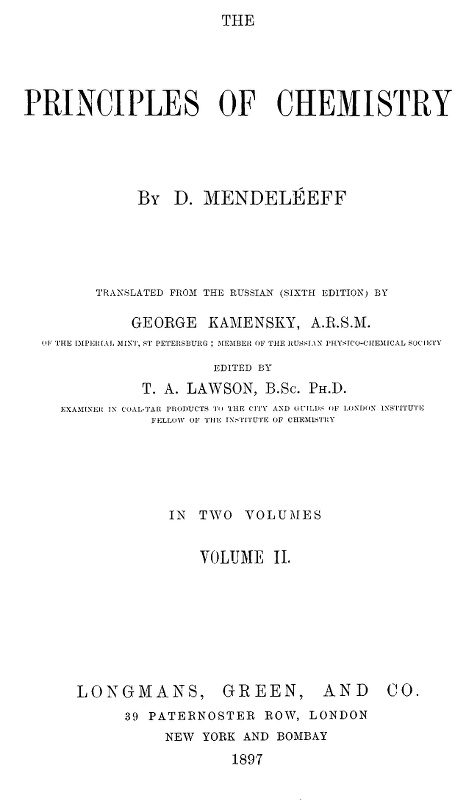 THE
PRINCIPLES OF CHEMISTRY
By D. MENDELÉEFF
TRANSLATED FROM THE RUSSIAN (SIXTH EDITION) BY
GEORGE KAMENSKY, A.R.S.M.
OF THE IMPERIAL MINT, ST PETERSBURG; MEMBER OF THE RUSSIAN PHYSICO-CHEMICAL SOCIETY
EDITED BY
T. A. LAWSON, B.Sc. Ph.D.
EXAMINER IN COAL-TAR PRODUCTS TO THE CITY AND GUILDS OF LONDON INSTITUTE
FELLOW OF THE INSTITUTE OF CHEMISTRY
IN TWO VOLUMES
VOLUME II.
LONGMANS, GREEN, AND CO.
39 PATERNOSTER ROW, LONDON
NEW YORK AND BOMBAY
1897